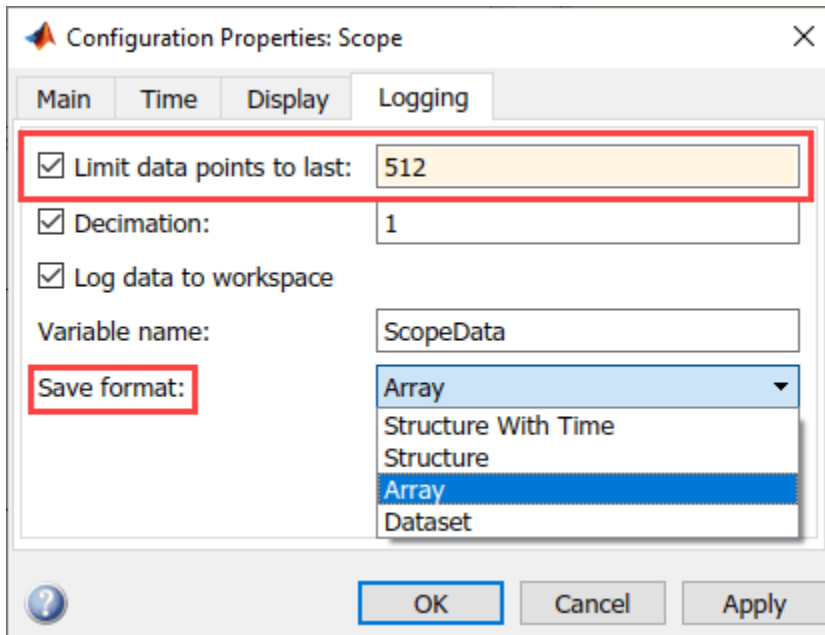 Configuration Properties: Scope
Main Time Display Logging
Limit data points to last: 512
Decimation: 1
Log data to workspace
Variable name: ScopeData
Save format: Array
Structure With Time
Structure
Array
Dataset
? OK Cancel Apply